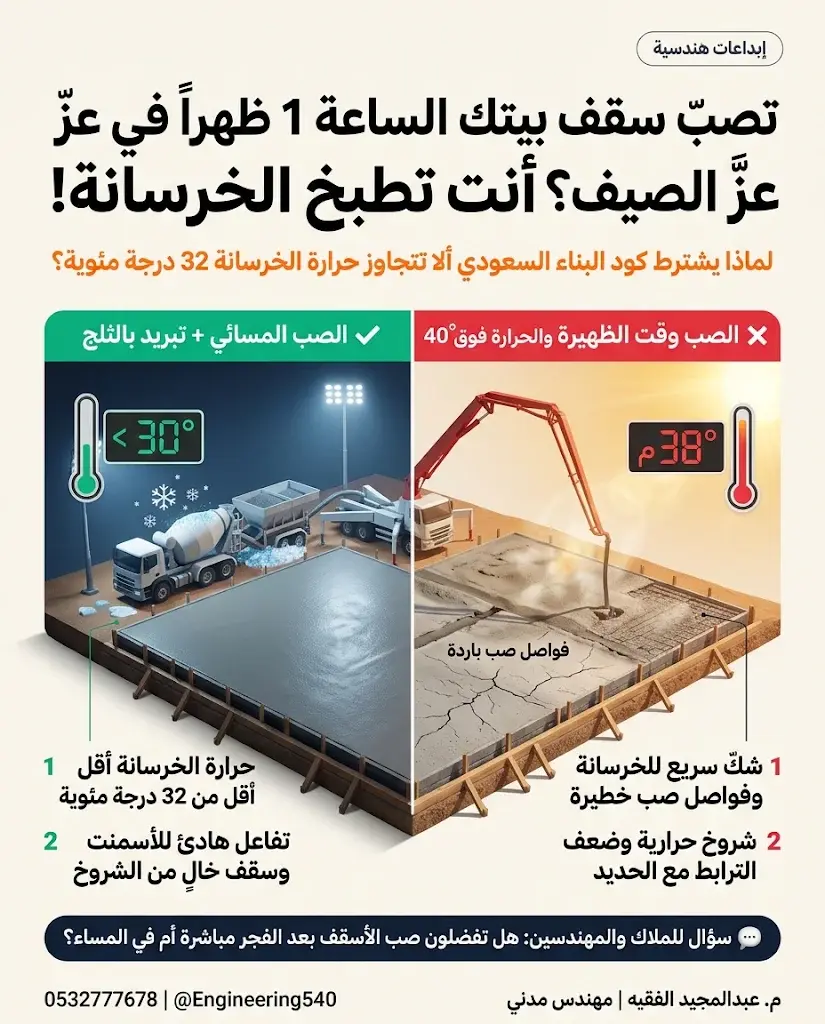 إبداعات هندسية
تصبّ سقف بيتك الساعة 1 ظهراً في عزّ
عزَّ الصيف؟ أنت تطبخ الخرسانة!
لماذا يشترط كود البناء السعودي ألا تتجاوز حرارة الخرسانة 32 درجة مئوية؟
الصب وقت الظهيرة والحرارة فوق 40°
الصب المسائي + تبريد بالثلج
38° م
< 30°
فواصل صب باردة
1 شكّ سريع للخرسانة
وفواصل صب خطيرة
2 شروخ حرارية وضعف
الترابط مع الحديد
1 حرارة الخرسانة أقل
أقل من 32 درجة مئوية
2 تفاعل هادئ للأسمنت
وسقف خالٍ من الشروخ
سؤال للملاك والمهندسين: هل تفضلون صب الأسقف بعد الفجر مباشرة أم في المساء؟
م. عبدالمجيد الفقيه | مهندس مدني
0532777678 | @Engineering540